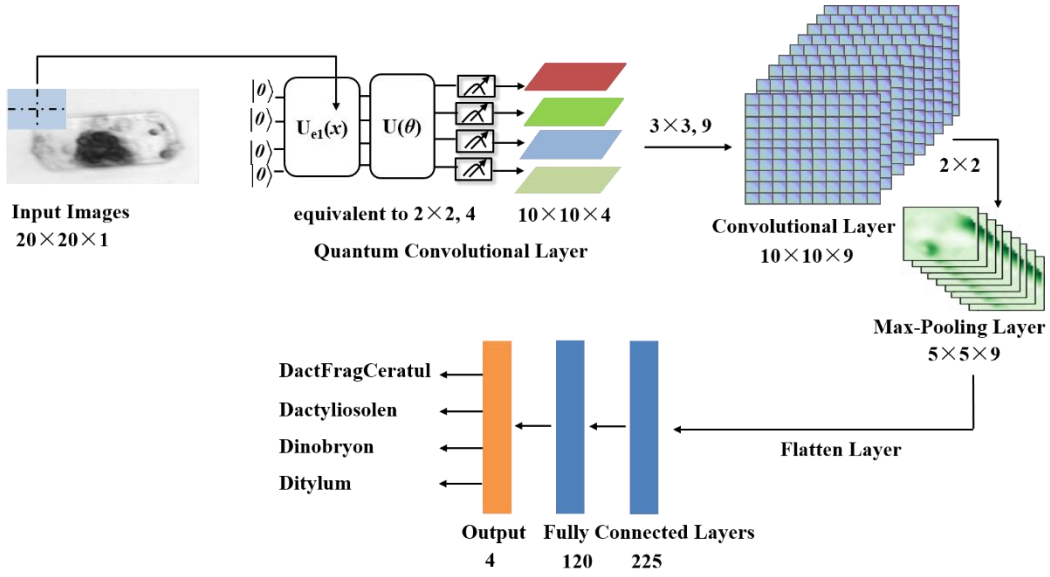 |0⟩
|0⟩
|0⟩
|0⟩
Ue1(x)
U(θ)
3×3, 9
2×2
Input Images
20×20×1
equivalent to 2×2, 4
10×10×4
Quantum Convolutional Layer
Convolutional Layer
10×10×9
Max-Pooling Layer
5×5×9
DactFragCeratul
Dactyliosolen
Dinobryon
Ditylum
Flatten Layer
Output Fully Connected Layers
4 120 225